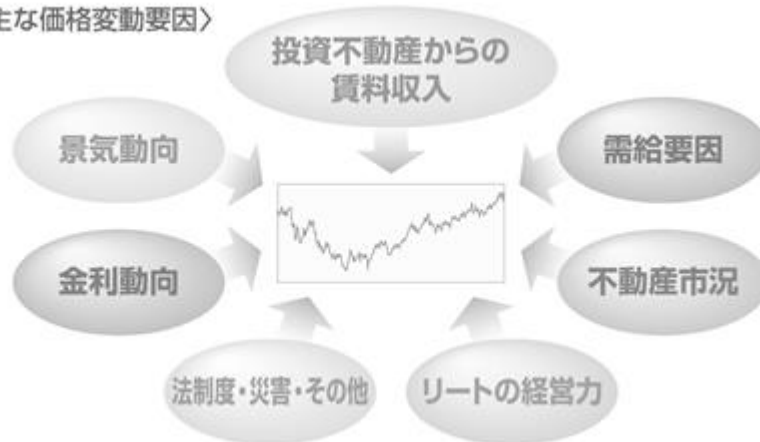 主な価格変動要因〉
投資不動産からの
賃料収入
景気動向
需給要因
金利動向
不動産市況
法制度・災害・その他
リートの経営力